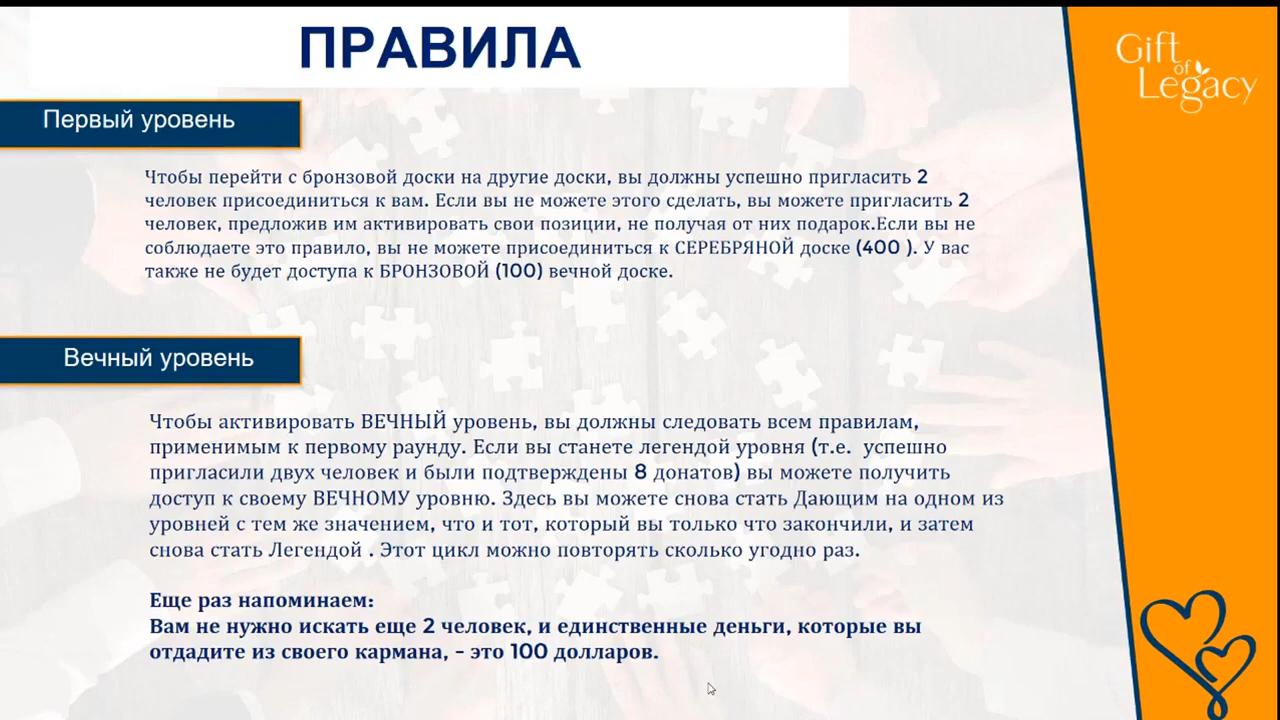 ПРАВИЛА
Gift
of
Legacy
Первый уровень
Чтобы перейти с бронзовой доски на другие доски, вы должны успешно пригласить 2
человек присоединиться к вам. Если вы не можете этого сделать, вы можете пригласить 2
человек, предложив им активировать свои позиции, не получая от них подарок.Если вы не
соблюдаете это правило, вы не можете присоединиться к СЕРЕБРЯНОЙ доске (400 ). У вас
также не будет доступа к БРОНЗОВОЙ (100) вечной доске.
Вечный уровень
Чтобы активировать ВЕЧНЫЙ уровень, вы должны следовать всем правилам,
применимым к первому раунду. Если вы станете легендой уровня (т.е. успешно
пригласили двух человек и были подтверждены 8 донатов) вы можете получить
доступ к своему ВЕЧНОМУ уровню. Здесь вы можете снова стать Дающим на одном из
уровней с тем же значением, что и тот, который вы только что закончили, и затем
снова стать Легендой . Этот цикл можно повторять сколько угодно раз.
Еще раз напоминаем:
Вам не нужно искать еще 2 человек, и единственные деньги, которые вы
отдадите из своего кармана, - это 100 долларов.